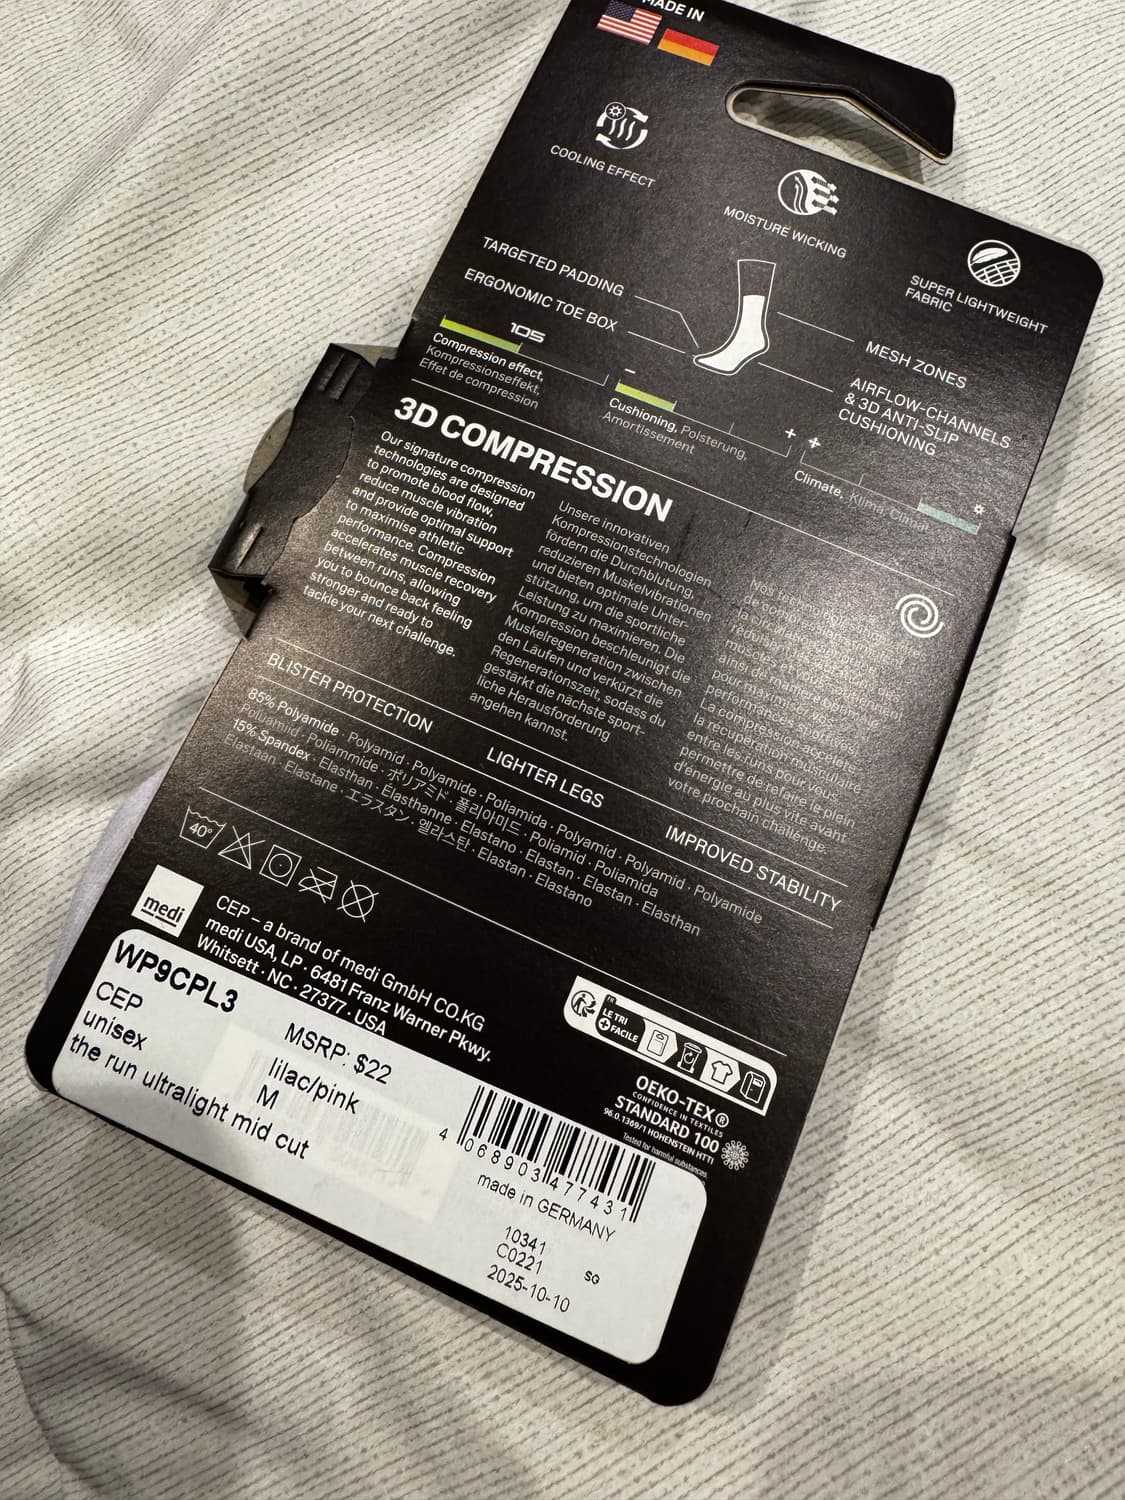 MADE IN
COOLING EFFECT
MOISTURE WICKING
SUPER LIGHTWEIGHT
FABRIC
TARGETED PADDING
ERGONOMIC TOE BOX
MESH ZONES
AIRFLOW-CHANNELS
& 3D ANTI-SLIP
CUSHIONING
105
Compression effect,
Kompressionseffekt,
Effet de compression
–
+
Cushioning, Polsterung,
Amortissement
+
Climate, Klima, Climat
3D COMPRESSION
Our signature compression
technologies are designed
to promote blood flow,
reduce muscle vibration
and provide optimal support
to maximise athletic
performance. Compression
accelerates muscle recovery
between runs, allowing
you to bounce back feeling
stronger and ready to
tackle your next challenge.
Unsere innovativen
Kompressionstechnologien
fördern die Durchblutung,
reduzieren Muskelvibrationen
und bieten optimale Unter-
stützung, um die sportliche
Leistung zu maximieren. Die
Kompression beschleunigt die
Muskelregeneration zwischen
den Läufen und verkürzt die
Regenerationszeit, sodass du
gestärkt die nächste sport-
liche Herausforderung
angehen kannst.
Nos
de
la
réduire
muscles
ainsi
pour
performances
La compression accélère
la récupération musculaire
entre les runs pour vous
permettre de refaire le plein
d'énergie au plus vite avant
votre prochain challenge.
BLISTER PROTECTION
LIGHTER LEGS
IMPROVED STABILITY
85% Polyamide · Polyamid · Polyamide · Poliamida · Polyamid · Polyamid · Polyamide
Poliammide · ポリアミド · 폴리아미드 · Poliamid · Poliamida
15% Spandex · Elasthan · Élasthanne · Elastano · Elastan · Elastan · Elasthan
Elastaan · Elastane · エラスタン · 엘라스탄 · Elastan · Elastano
40°
medi
CEP – a brand of medi GmbH CO.KG
medi USA, LP · 6481 Franz Warner Pkwy.
Whitsett · NC · 27377 · USA
FR
LE TRI
+ FACILE
OEKO-TEX®
CONFIDENCE IN TEXTILES
STANDARD 100
96.0.1369/1 HOHENSTEIN HTTI
Tested for harmful substances.
WP9CPL3
CEP
unisex
the run ultralight mid cut
MSRP: $22
lilac/pink
M
4 068903 477431
made in GERMANY
10341
C0221
SG
2025-10-10